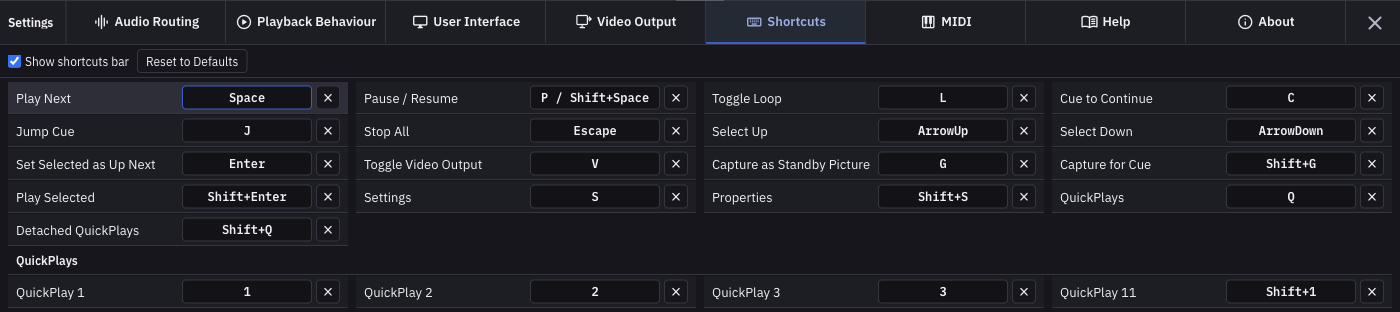 Settings Audio Routing Playback Behaviour User Interface Video Output Shortcuts MIDI Help About
Show shortcuts bar Reset to Defaults
Play Next Space Pause / Resume P / Shift+Space Toggle Loop L Cue to Continue C
Jump Cue J Stop All Escape Select Up ArrowUp Select Down ArrowDown
Set Selected as Up Next Enter Toggle Video Output V Capture as Standby Picture G Capture for Cue Shift+G
Play Selected Shift+Enter Settings S Properties Shift+S QuickPlays Q
Detached QuickPlays Shift+Q
QuickPlays
QuickPlay 1 1 QuickPlay 2 2 QuickPlay 3 3 QuickPlay 11 Shift+1